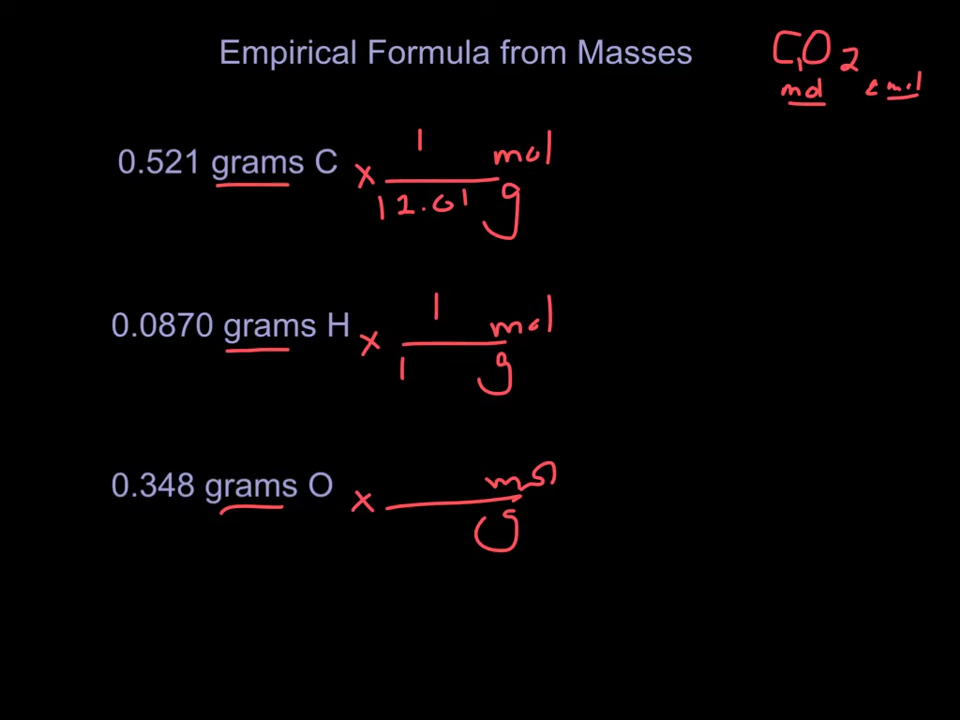 Empirical Formula from Masses
C1O2
mol 2 mol
0.521 grams C x 1 mol
12.01 g
0.0870 grams H x 1 mol
1 g
0.348 grams O x mol
g